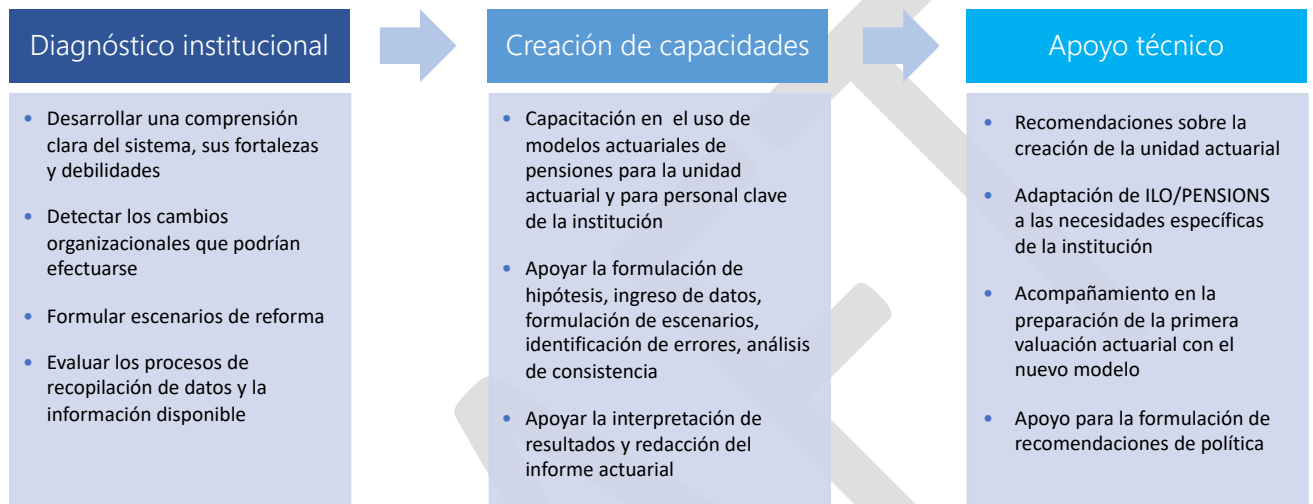 Diagnóstico institucional
• Desarrollar una comprensión
clara del sistema, sus fortalezas
y debilidades
• Detectar los cambios
organizacionales que podrían
efectuarse
• Formular escenarios de reforma
• Evaluar los procesos de
recopilación de datos y la
información disponible
Creación de capacidades
• Capacitación en el uso de
modelos actuariales de
pensiones para la unidad
actuarial y para personal clave
de la institución
• Apoyar la formulación de
hipótesis, ingreso de datos,
formulación de escenarios,
identificación de errores, análisis
de consistencia
• Apoyar la interpretación de
resultados y redacción del
informe actuarial
Apoyo técnico
• Recomendaciones sobre la
creación de la unidad actuarial
• Adaptación de ILO/PENSIONS
a las necesidades específicas
de la institución
• Acompañamiento en la
preparación de la primera
valuación actuarial con el
nuevo modelo
• Apoyo para la formulación de
recomendaciones de política